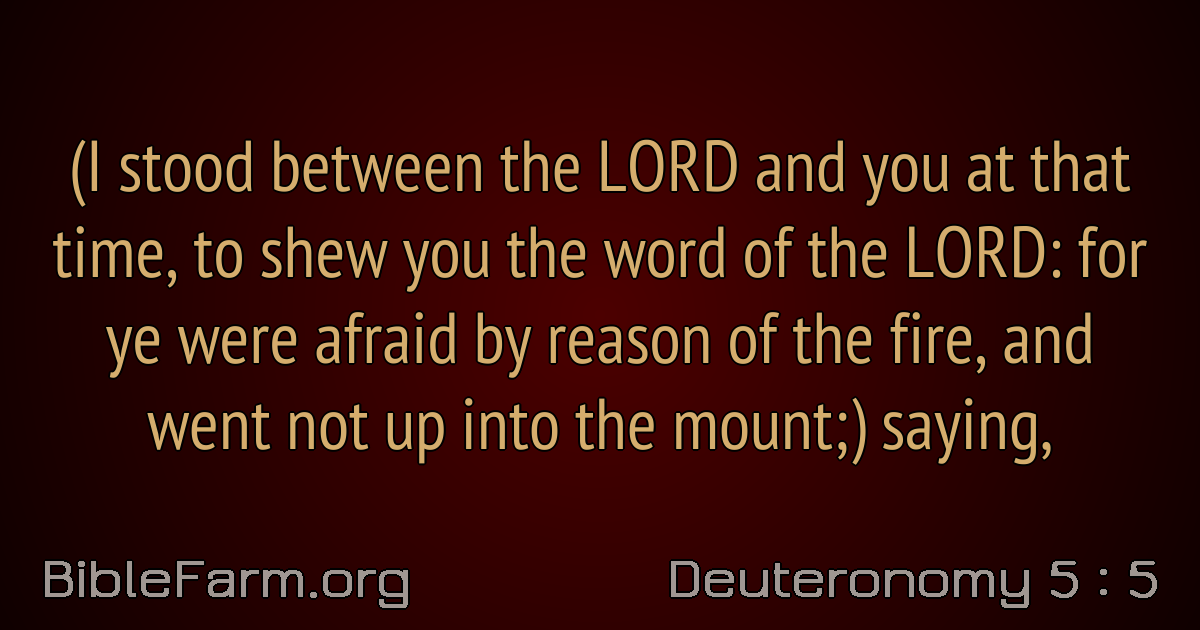 (I stood between the LORD and you at that
time, to shew you the word of the LORD: for
ye were afraid by reason of the fire, and
went not up into the mount;) saying,
BibleFarm.org
Deuteronomy 5 : 5